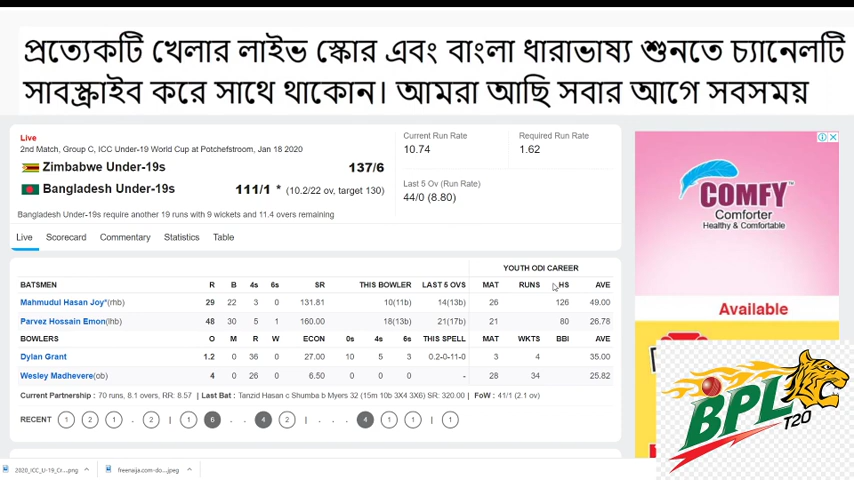 প্রত্যেকটি খেলার লাইভ স্কোর এবং বাংলা ধারাভাষ্য শুনতে চ্যানেলটি
সাবস্ক্রাইব করে সাথে থাকোন। আমরা আছি সবার আগে সবসময়
Live
2nd Match, Group C, ICC Under-19 World Cup at Potchefstroom, Jan 18 2020
Zimbabwe Under-19s 137/6
Bangladesh Under-19s 111/1 * (10.2/22 ov, target 130)
Bangladesh Under-19s require another 19 runs with 9 wickets and 11.4 overs remaining
Current Run Rate Required Run Rate
10.74 1.62
Last 5 Ov (Run Rate)
44/0 (8.80)
Live Scorecard Commentary Statistics Table
YOUTH ODI CAREER
BATSMEN R B 4s 6s SR THIS BOWLER LAST 5 OVS MAT RUNS HS AVE
Mahmudul Hasan Joy*(rhb) 29 22 3 0 131.81 10(11b) 14(13b) 26 126 49.00
Parvez Hossain Emon(lhb) 48 30 5 1 160.00 18(13b) 21(17b) 21 80 26.78
BOWLERS O M R W ECON 0s 4s 6s THIS SPELL MAT WKTS BBI AVE
Dylan Grant 1.2 0 36 0 27.00 10 5 3 0.2-0-11-0 3 4 35.00
Wesley Madhevere(ob) 4 0 26 0 6.50 0 0 0 - 28 34 25.82
Current Partnership : 70 runs, 8.1 overs, RR: 8.57 | Last Bat : Tanzid Hasan c Shumba b Myers 32 (15m 10b 3X4 3X6) SR: 320.00 | FoW : 41/1 (2.1 ov)
RECENT 1 2 1 . 2 | 1 6 . . 4 2 | . . . 4 1 1 | 1
COMFY™
Comforter
Healthy & Comfortable
Available
BPL
T20
2020_ICC_U-19_Cr....png
freenaija.com-do....jpeg